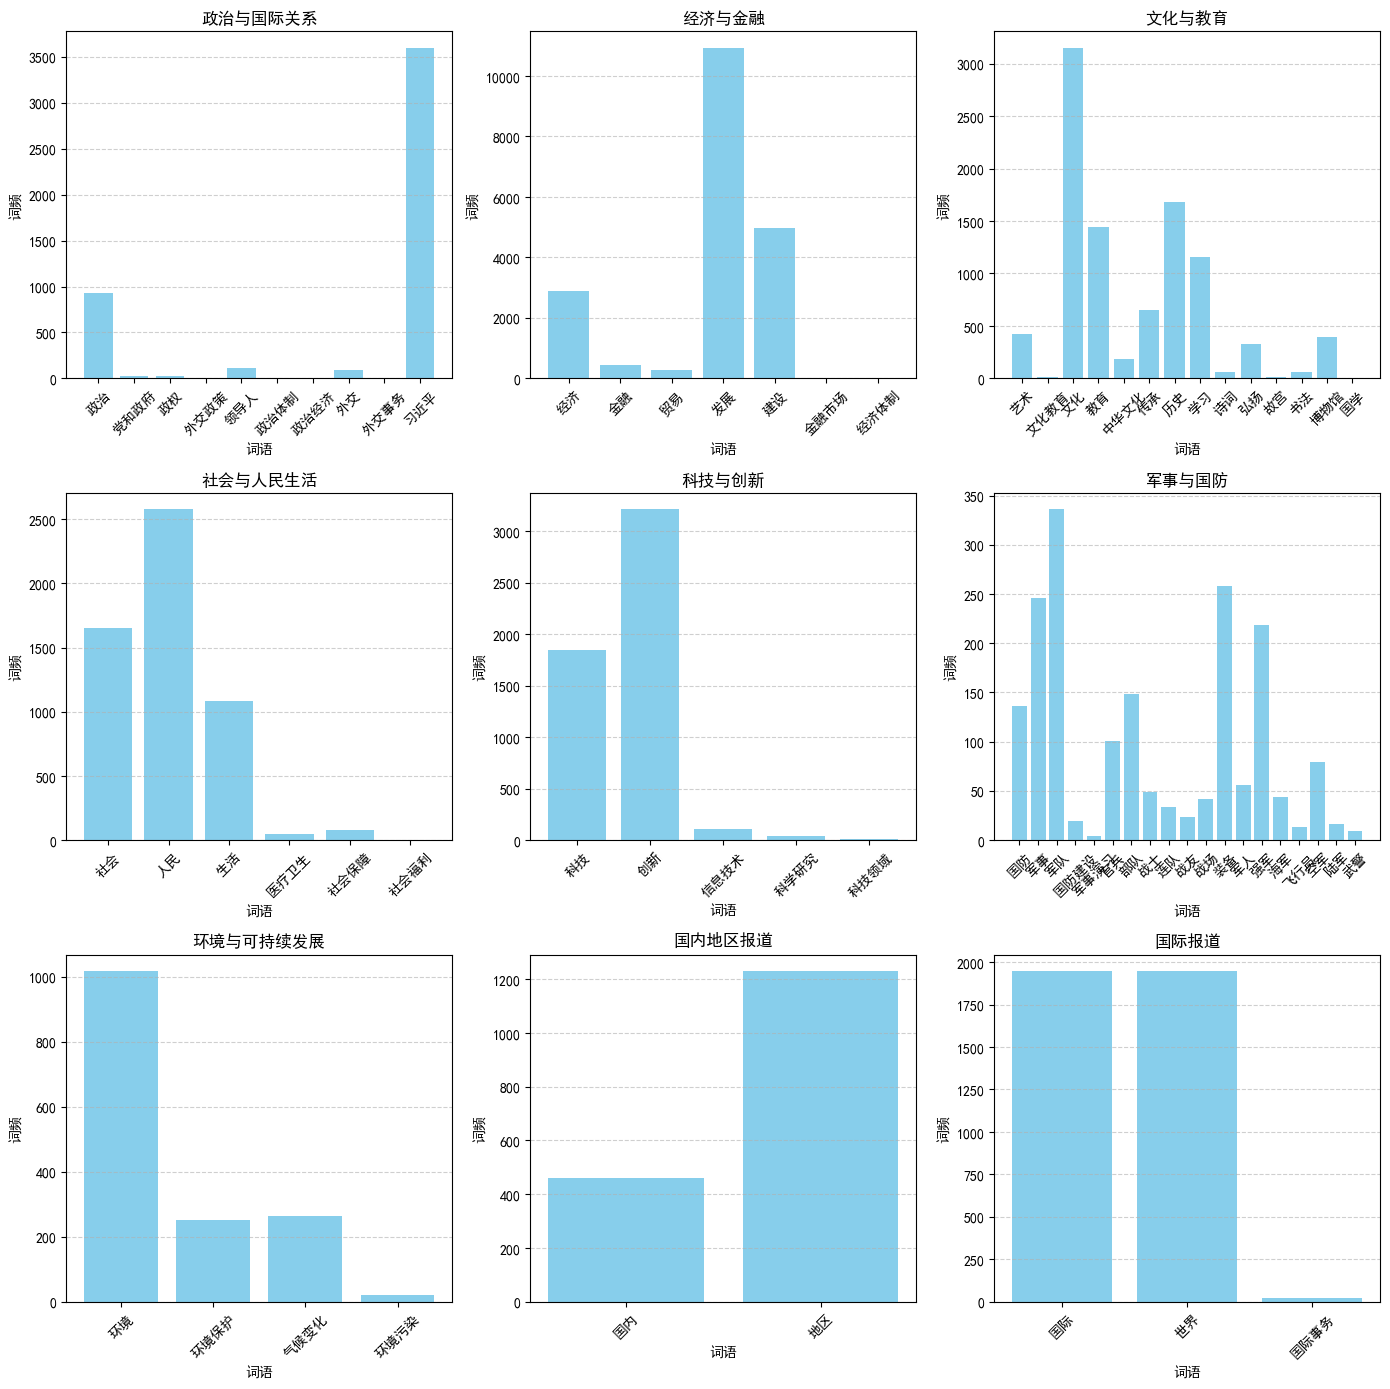 政治与国际关系
词频
3500
3000
2500
2000
1500
1000
500
0
政治
党和政府
政权
外交政策
领导人
政治体制
政治经济
外交
外交事务
习近平
词语
经济与金融
词频
10000
8000
6000
4000
2000
0
经济
金融
贸易
发展
建设
金融市场
经济体制
词语
文化与教育
词频
3000
2500
2000
1500
1000
500
0
艺术
文化教育
文化
教育
中华文化
传承
历史
学习
诗词
弘扬
故宫
书法
博物馆
国学
词语
社会与人民生活
词频
2500
2000
1500
1000
500
0
社会
人民
生活
医疗卫生
社会保障
社会福利
词语
科技与创新
词频
3000
2500
2000
1500
1000
500
0
科技
创新
信息技术
科学研究
科技领域
词语
军事与国防
词频
350
300
250
200
150
100
50
0
国防
军事
军队
国防建设
军事演习
官兵
部队
战士
连队
战友
战场
装备
军人
强军
海军
飞行员
空军
陆军
武警
词语
环境与可持续发展
词频
1000
800
600
400
200
0
环境
环境保护
气候变化
环境污染
词语
国内地区报道
词频
1200
1000
800
600
400
200
0
国内
地区
词语
国际报道
词频
2000
1750
1500
1250
1000
750
500
250
0
国际
世界
国际事务
词语